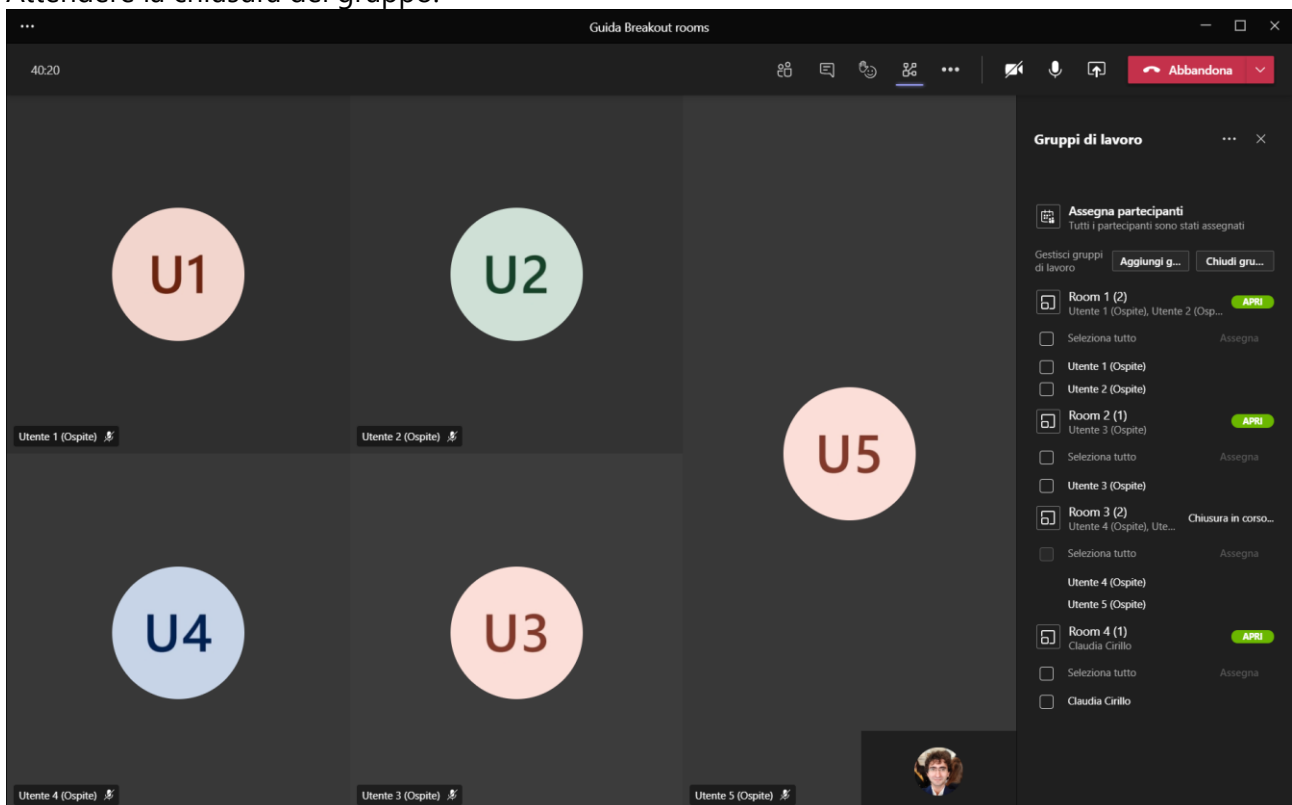 Attendere la chiusura del gruppo.
Guida Breakout rooms
40:20
Abbandona
U1
Utente 1 (Ospite)
U2
Utente 2 (Ospite)
U4
Utente 4 (Ospite)
U3
Utente 3 (Ospite)
U5
Utente 5 (Ospite)
Gruppi di lavoro
Assegna partecipanti
Tutti i partecipanti sono stati assegnati
Gestisci gruppi
di lavoro
Aggiungi g...
Chiudi gru...
Room 1 (2)
Utente 1 (Ospite), Utente 2 (Osp...
APRI
Seleziona tutto
Assegna
Utente 1 (Ospite)
Utente 2 (Ospite)
Room 2 (1)
Utente 3 (Ospite)
APRI
Seleziona tutto
Assegna
Utente 3 (Ospite)
Room 3 (2)
Utente 4 (Ospite), Ute...
Chiusura in corso...
Seleziona tutto
Assegna
Utente 4 (Ospite)
Utente 5 (Ospite)
Room 4 (1)
Claudia Cirillo
APRI
Seleziona tutto
Assegna
Claudia Cirillo